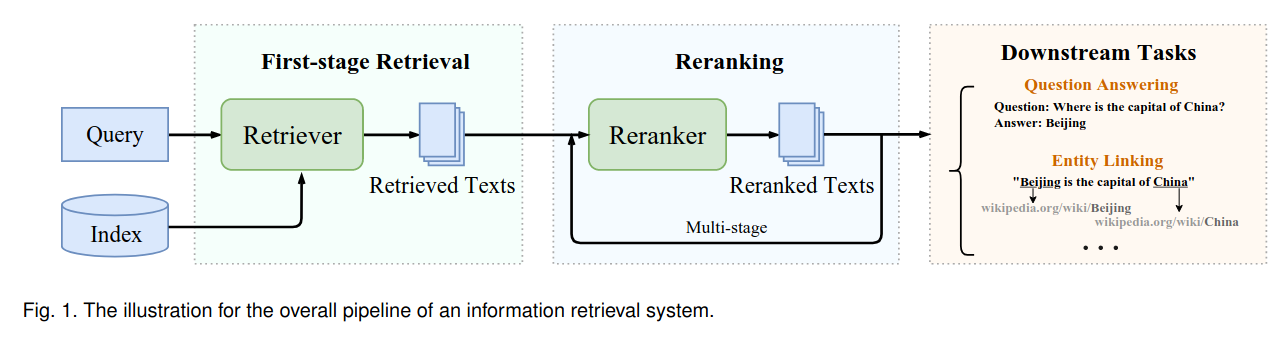 First-stage Retrieval
Query
Retriever
Retrieved Texts
Index
Reranking
Reranker
Reranked Texts
Multi-stage
Downstream Tasks
Question Answering
Question: Where is the capital of China?
Answer: Beijing
Entity Linking
"Beijing is the capital of China"
wikipedia.org/wiki/Beijing
wikipedia.org/wiki/China
• • •
Fig. 1. The illustration for the overall pipeline of an information retrieval system.